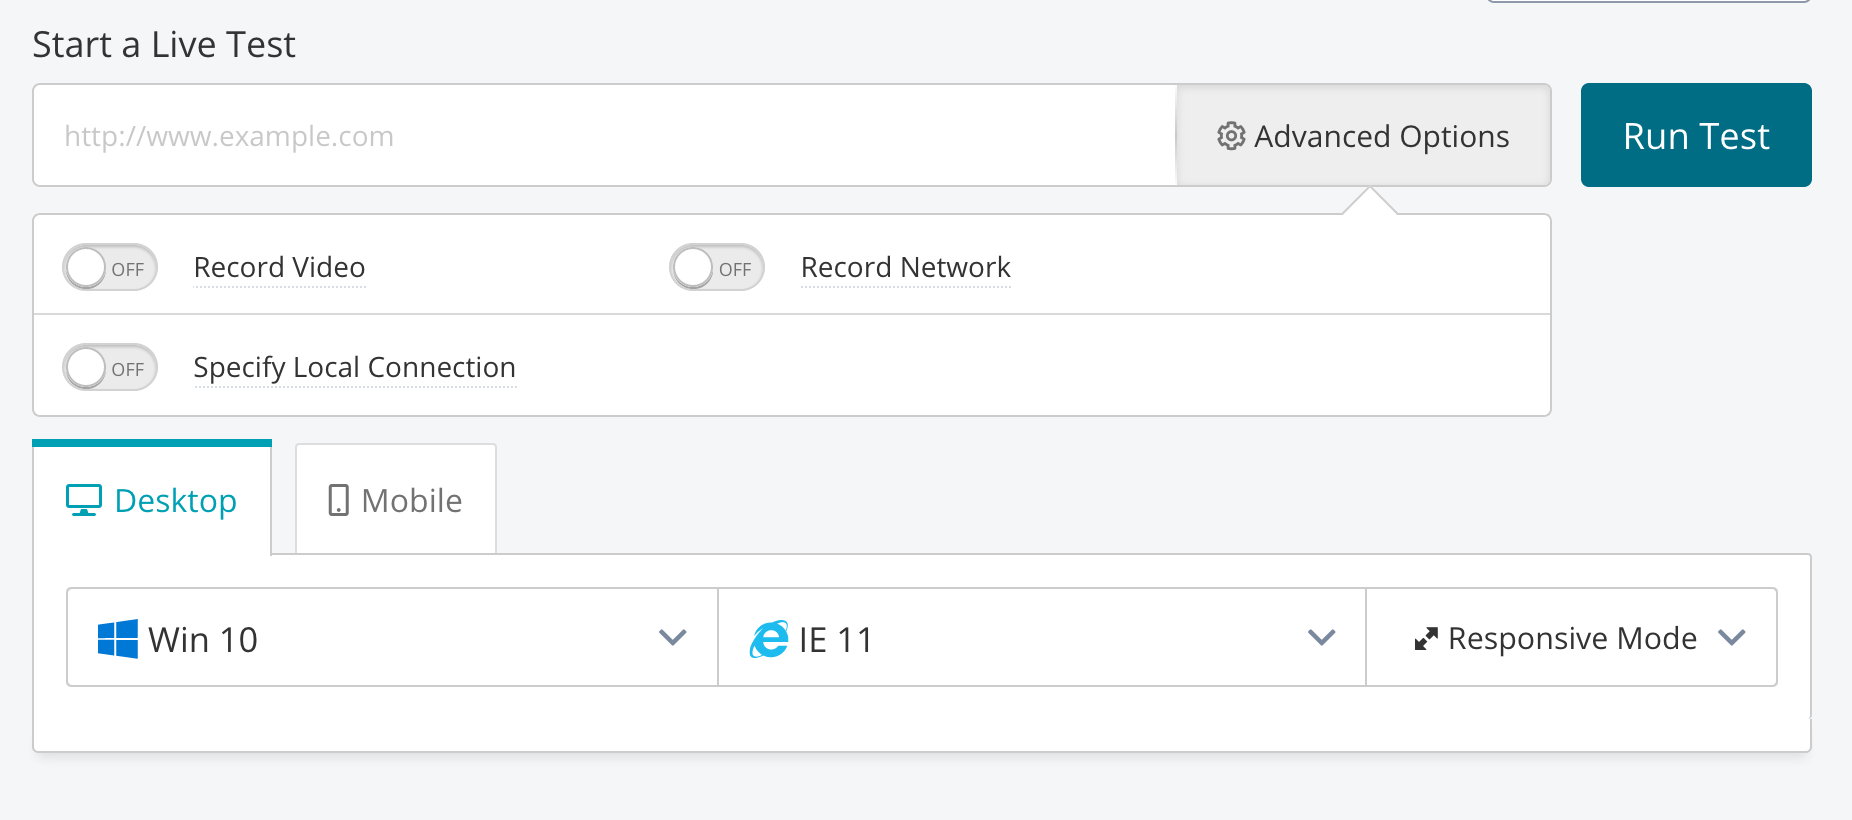 Start a Live Test
http://www.example.com
Advanced Options
Run Test
OFF Record Video
OFF Record Network
OFF Specify Local Connection
Desktop
Mobile
Win 10
IE 11
Responsive Mode